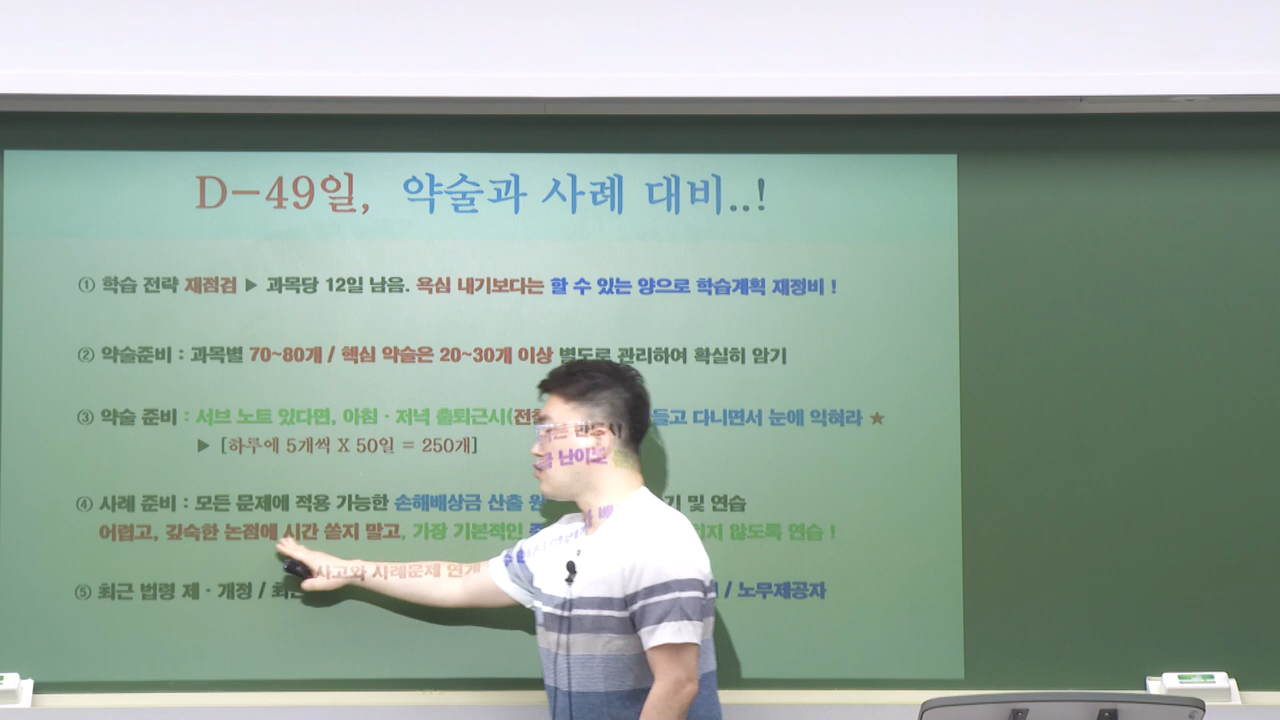 D-49일, 약술과 사례 대비..!
① 학습 전략 재점검 ▶ 과목당 12일 남음. 욕심 내기보다는 할 수 있는 양으로 학습계획 재정비 !
② 약술준비 : 과목별 70~80개 / 핵심 약술은 20~30개 이상 별도로 관리하여 확실히 암기
③ 약술 준비 : 서브 노트 있다면, 아침 · 저녁 출퇴근시( 들고 다니면서 눈에 익혀라 ★
▶ [하루에 5개씩 X 50일 = 250개]
④ 사례 준비 : 모든 문제에 적용 가능한 손해배상금 산출 및 연습
어렵고, 깊숙한 논점에 시간 쏟지 말고, 가장 기본적인 않도록 연습 !
⑤ 최근 법령 제 · 개정 / 사고와 사례문제 연계 / 노무제공자